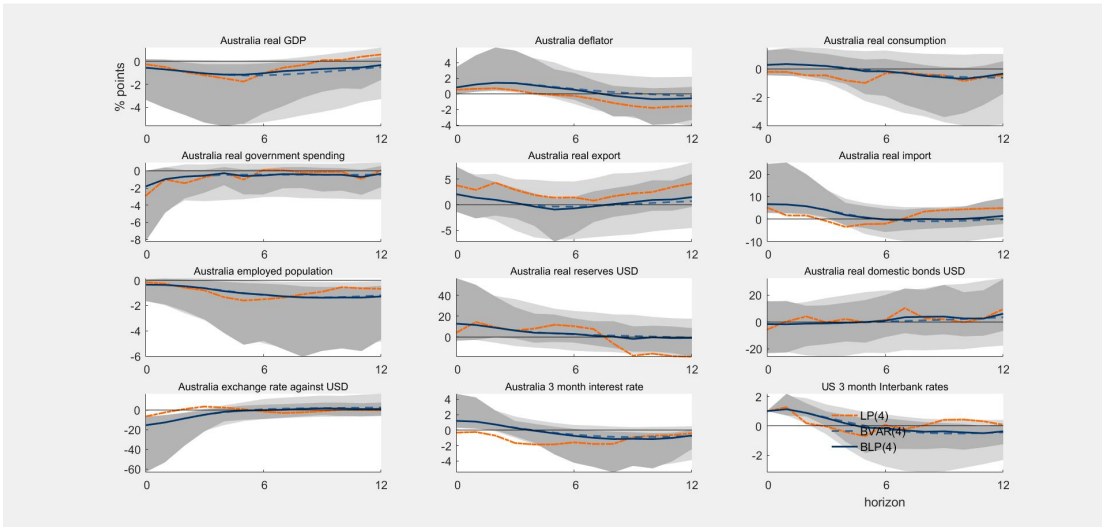 Australia real GDP
% points
0
-2
-4
0 6 12
Australia deflator
4
2
0
-2
-4
0 6 12
Australia real consumption
0
-2
-4
0 6 12
Australia real government spending
0
-2
-4
-6
-8
0 6 12
Australia real export
5
0
-5
0 6 12
Australia real import
20
10
0
-10
0 6 12
Australia employed population
0
-2
-4
-6
0 6 12
Australia real reserves USD
40
20
0
0 6 12
Australia real domestic bonds USD
20
0
-20
0 6 12
Australia exchange rate against USD
0
-20
-40
-60
0 6 12
Australia 3 month interest rate
4
2
0
-2
-4
0 6 12
US 3 month Interbank rates
2
0
-2
LP(4)
BVAR(4)
BLP(4)
0 6 12
horizon